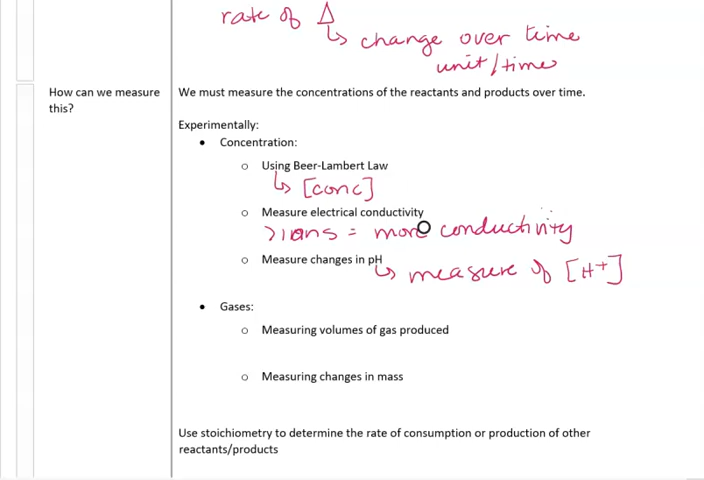 rate of Δ
↳ change over time
unit/time
How can we measure this?
We must measure the concentrations of the reactants and products over time.
Experimentally:
• Concentration:
○ Using Beer-Lambert Law
↳ [conc]
○ Measure electrical conductivity
>ions = more conductivity
○ Measure changes in pH
↳ measure of [H+]
• Gases:
○ Measuring volumes of gas produced
○ Measuring changes in mass
Use stoichiometry to determine the rate of consumption or production of other
reactants/products